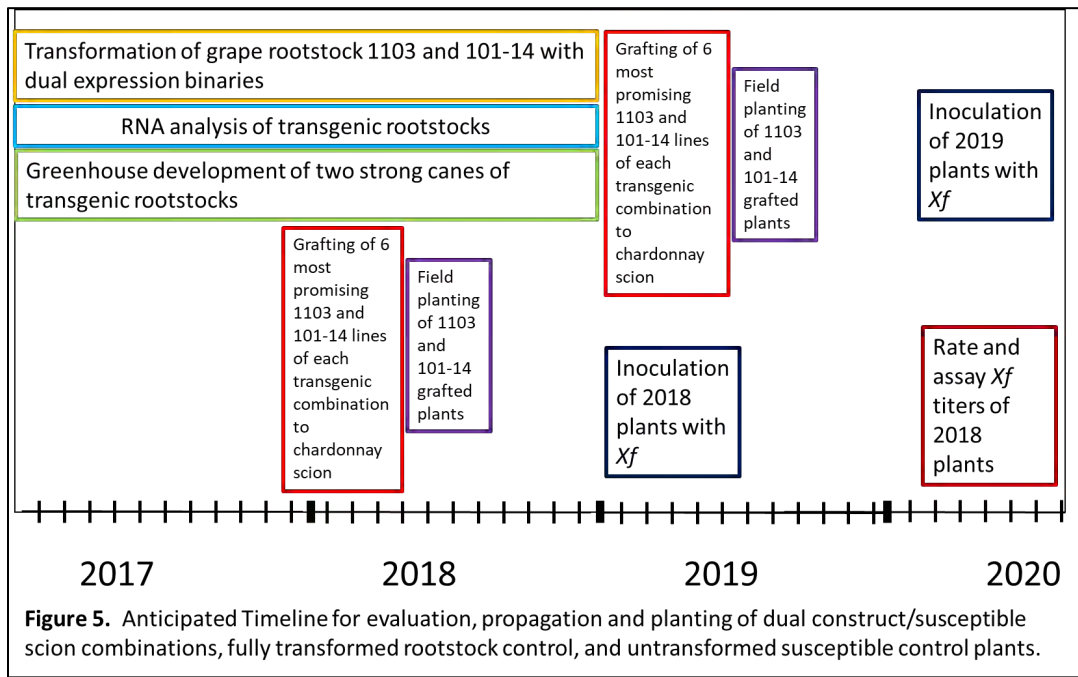 Transformation of grape rootstock 1103 and 101-14 with
dual expression binaries
RNA analysis of transgenic rootstocks
Greenhouse development of two strong canes of
transgenic rootstocks
Grafting of 6
most
promising
1103 and
101-14 lines
of each
transgenic
combination
to
chardonnay
scion
Field
planting
of 1103
and
101-14
grafted
plants
Grafting of 6
most
promising
1103 and
101-14 lines
of each
transgenic
combination
to
chardonnay
scion
Field
planting
of 1103
and
101-14
grafted
plants
Inoculation
of 2018
plants with
Xf
Inoculation
of 2019
plants with
Xf
Rate and
assay Xf
titers of
2018
plants
2017
2018
2019
2020
Figure 5. Anticipated Timeline for evaluation, propagation and planting of dual construct/susceptible
scion combinations, fully transformed rootstock control, and untransformed susceptible control plants.